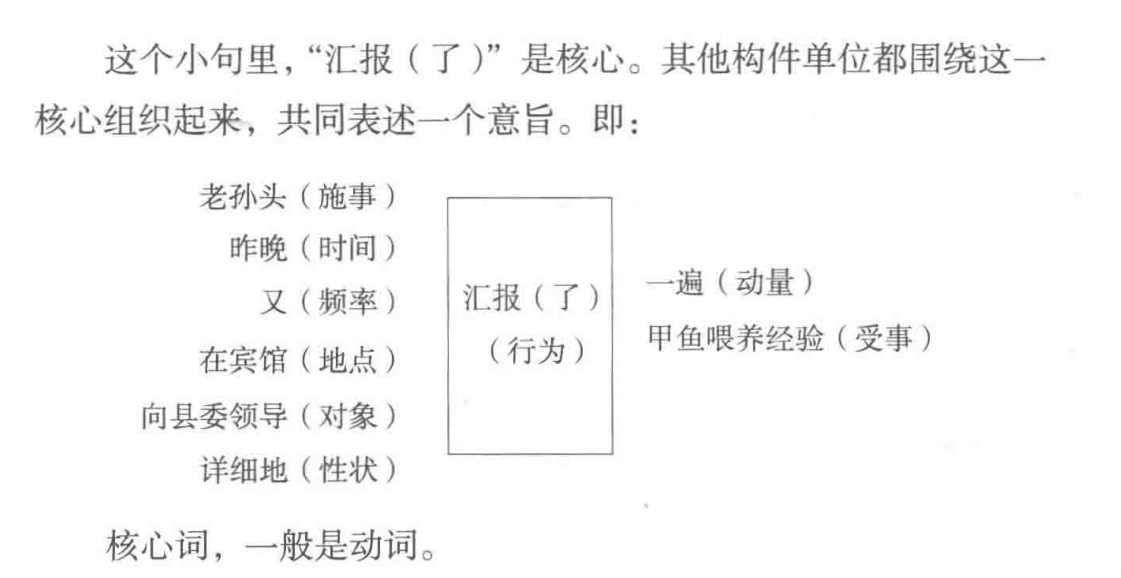 这个小句里，“汇报（了）”是核心。其他构件单位都围绕这一
核心组织起来，共同表述一个意旨。即：
老孙头（施事）
昨晚（时间）
又（频率）
在宾馆（地点）
向县委领导（对象）
详细地（性状）
汇报（了）
（行为）
一遍（动量）
甲鱼喂养经验（受事）
核心词，一般是动词。